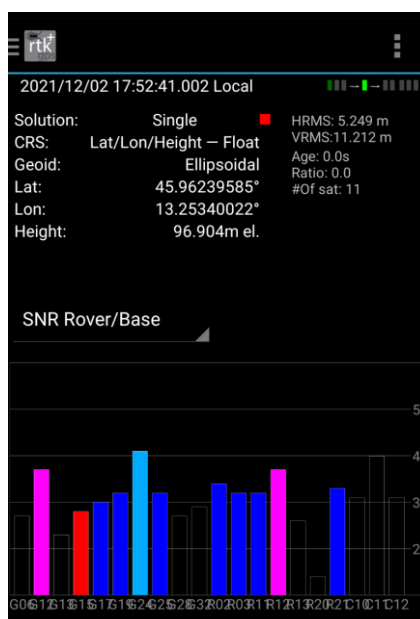 rtk+
gps
2021/12/02 17:52:41.002 Local
Solution: Single
CRS: Lat/Lon/Height — Float
Geoid: Ellipsoidal
Lat: 45.96239585°
Lon: 13.25340022°
Height: 96.904m el.
HRMS: 5.249 m
VRMS:11.212 m
Age: 0.0s
Ratio: 0.0
#Of sat: 11
SNR Rover/Base
5
4
3
2
G06 G12 G13 G15 G17 G19 G24 G25 G28 G32 R02 R03 R11 R12 R13 R20 R21 C10 C11 C12